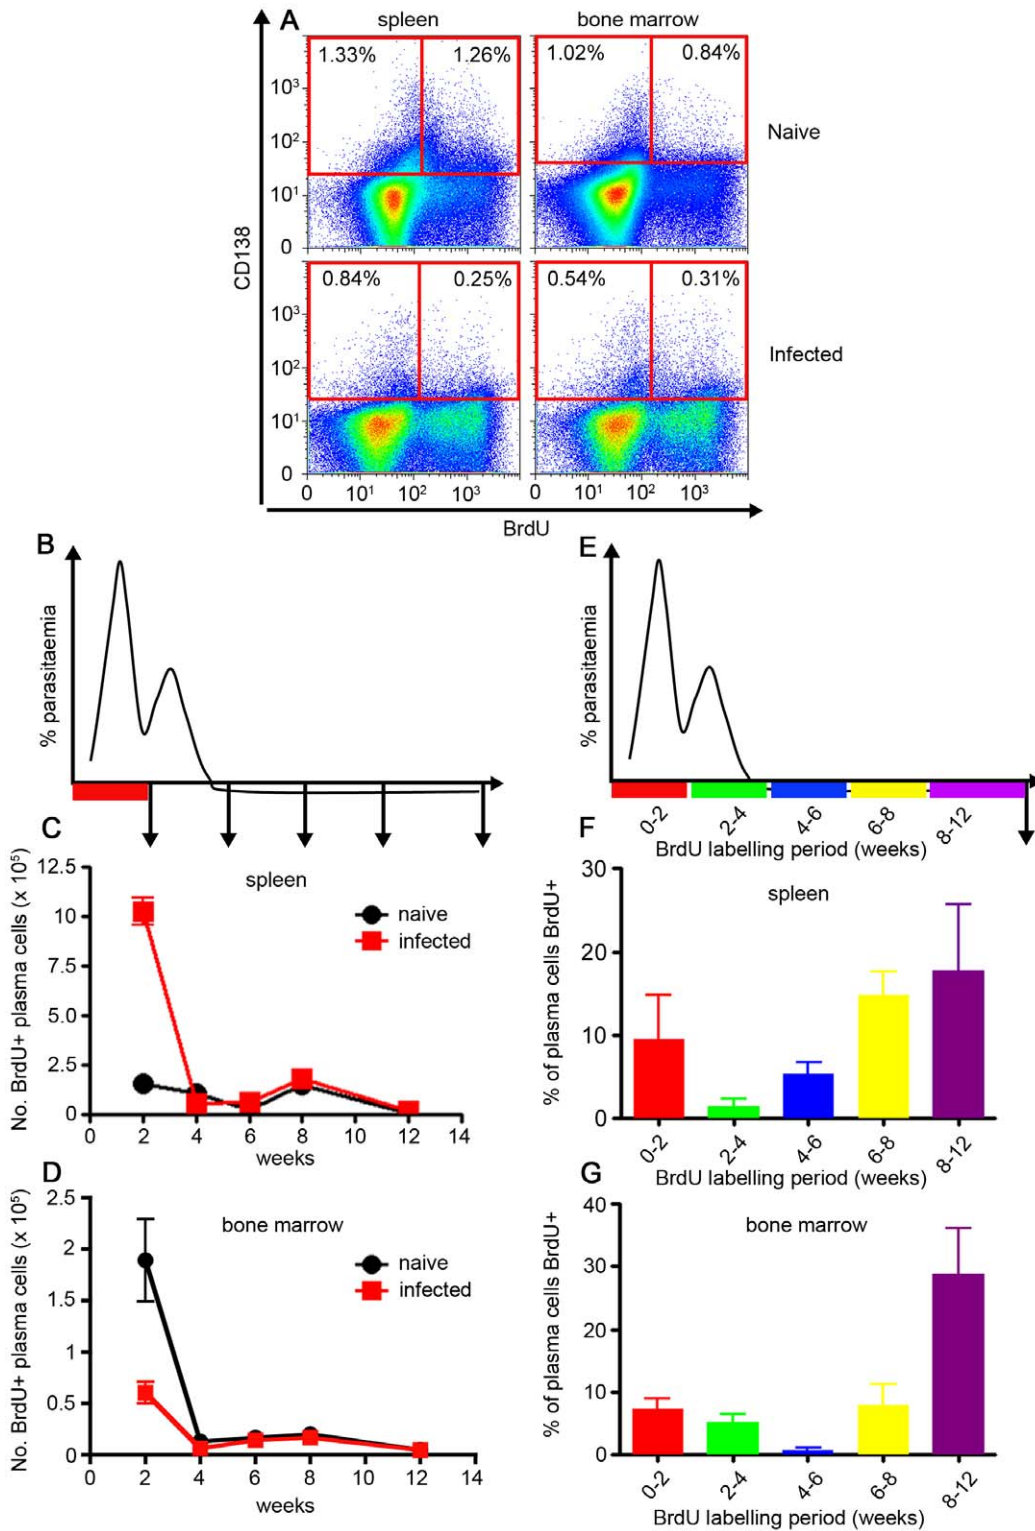 A
spleen
bone marrow
1.33%
1.26%
1.02%
0.84%
10³
10²
10¹
0
Naive
CD138
0.84%
0.25%
0.54%
0.31%
10³
10²
10¹
0
Infected
0 10¹ 10² 10³
0 10¹ 10² 10³
BrdU
B
% parasitaemia
E
% parasitaemia
0-2 2-4 4-6 6-8 8-12
BrdU labelling period (weeks)
C
spleen
No. BrdU+ plasma cells (x 10⁵)
12.5
10
7.5
5.0
2.5
0
naive
infected
0 2 4 6 8 10 12 14
weeks
F
spleen
% of plasma cells BrdU+
30
20
10
0
0-2 2-4 4-6 6-8 8-12
BrdU labelling period (weeks)
D
bone marrow
No. BrdU+ plasma cells (x 10⁵)
2.5
2
1.5
1
0.5
0
naive
infected
0 2 4 6 8 10 12 14
weeks
G
bone marrow
% of plasma cells BrdU+
40
30
20
10
0
0-2 2-4 4-6 6-8 8-12
BrdU labelling period (weeks)